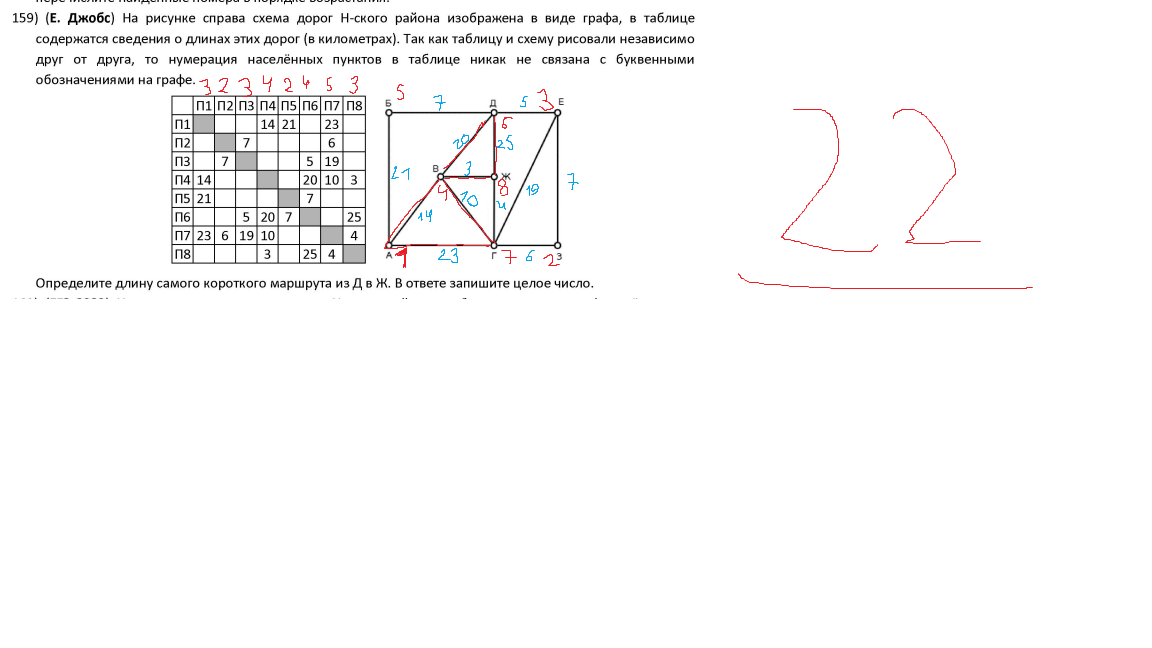 159) (Е. Джобс) На рисунке справа схема дорог Н-ского района изображена в виде графа, в таблице
содержатся сведения о длинах этих дорог (в километрах). Так как таблицу и схему рисовали независимо
друг от друга, то нумерация населённых пунктов в таблице никак не связана с буквенными
обозначениями на графе.
3 2 3 4 2 4 5 3
П1 П2 П3 П4 П5 П6 П7 П8
П1 14 21 23
П2 7 6
П3 7 5 19
П4 14 20 10 3
П5 21 7
П6 5 20 7 25
П7 23 6 19 10 4
П8 3 25 4
5 7 5 3
Б Д Е
6
20 25
В 3 Ж
21 4 8 19 7
14 10 4
А 1 23 Г 7 6 2 З
22
Определите длину самого короткого маршрута из Д в Ж. В ответе запишите целое число.